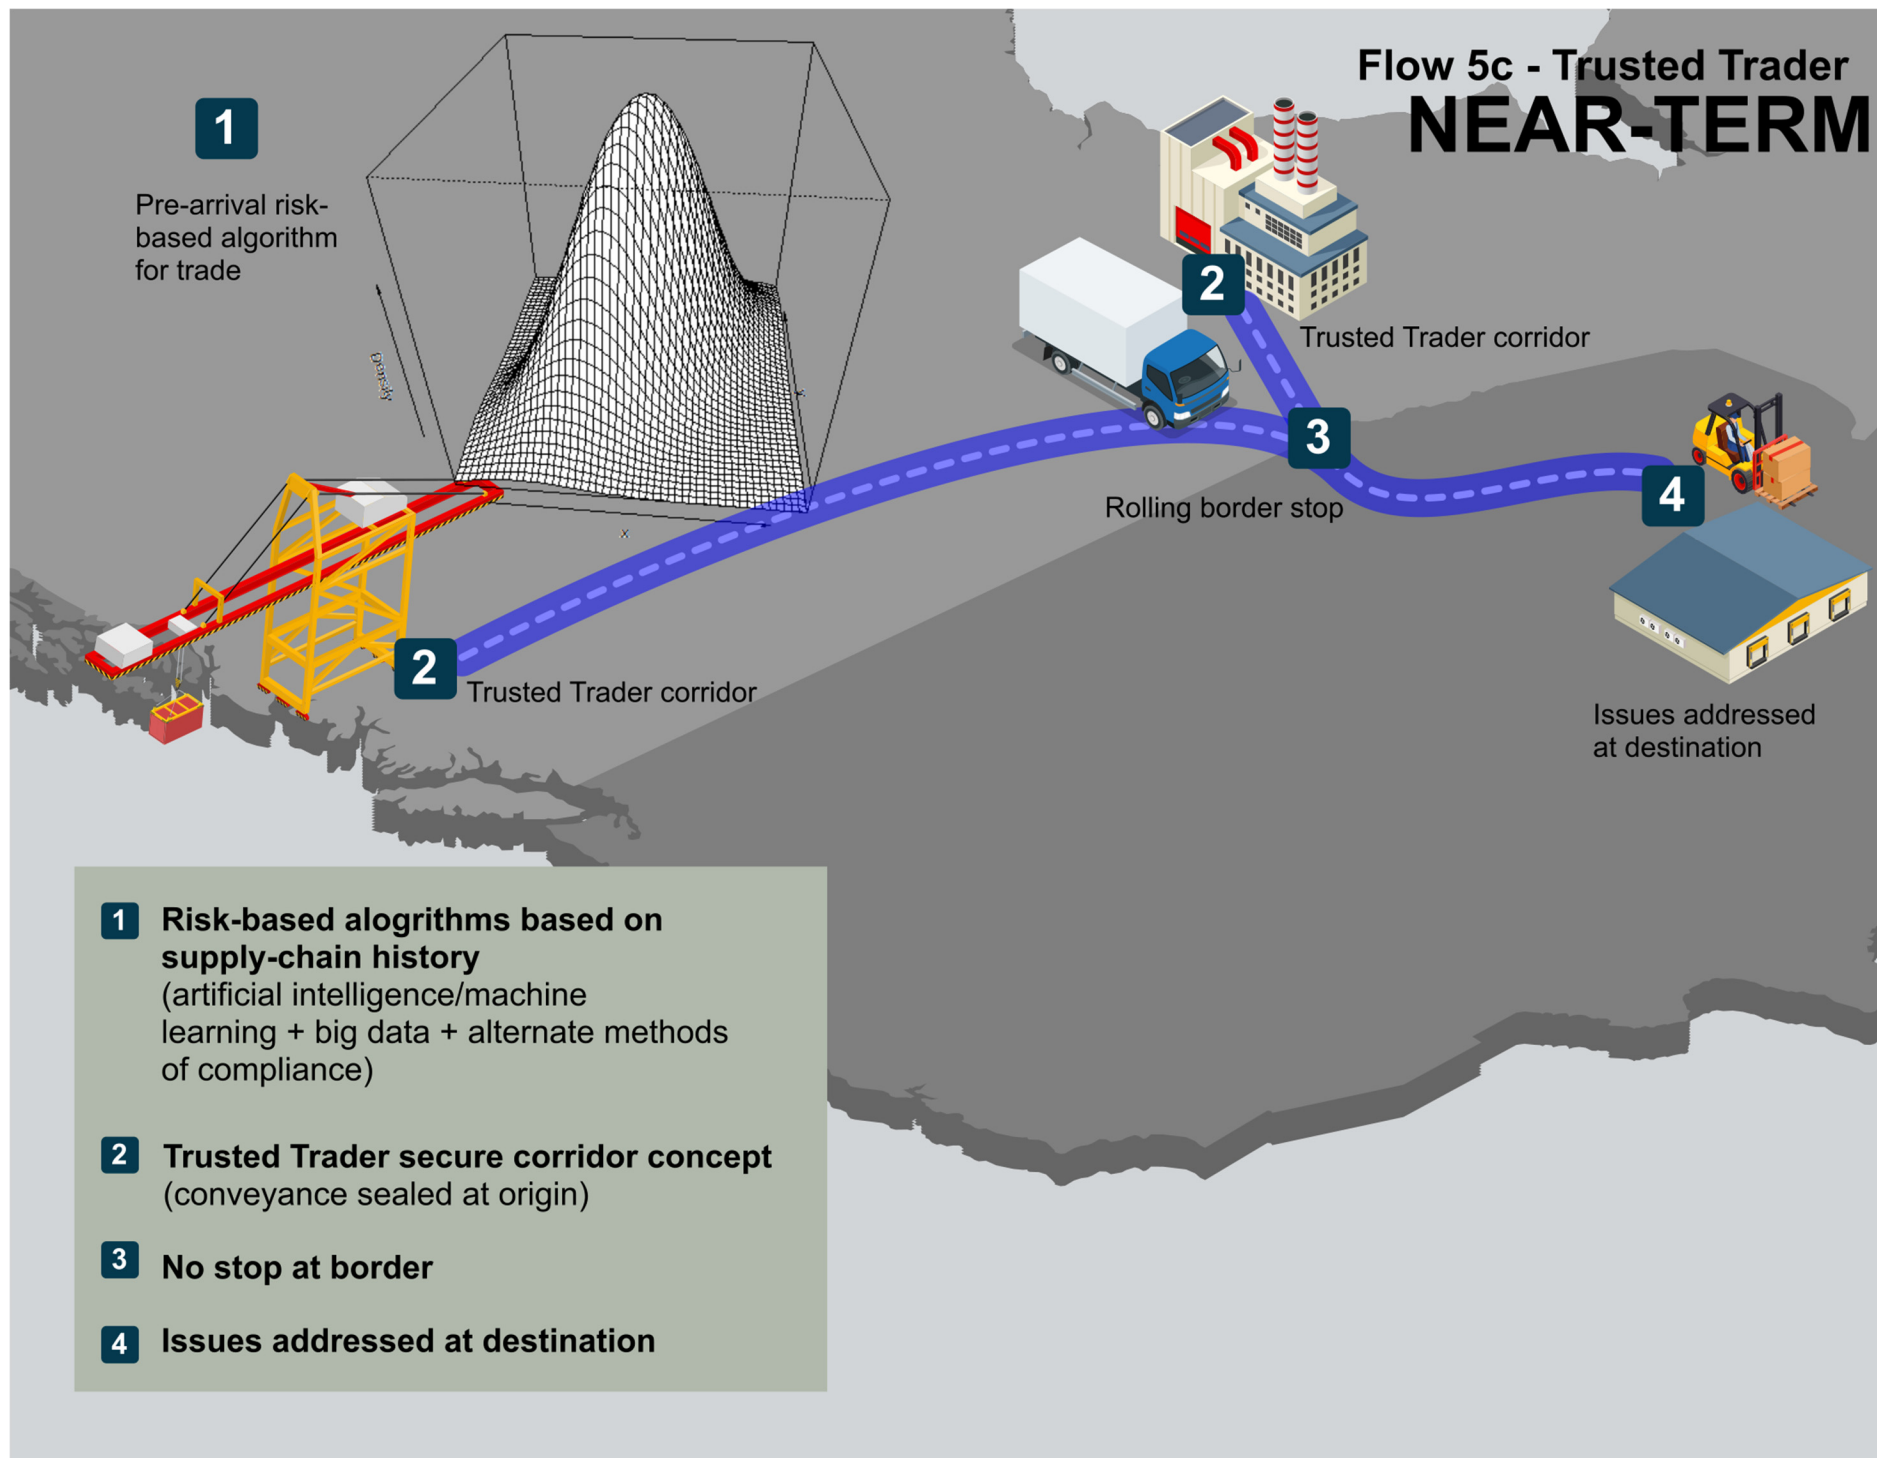 Flow 5c - Trusted Trader
NEAR-TERM
1
Pre-arrival risk-
based algorithm
for trade
Density
x
Y
2
Trusted Trader corridor
3
Rolling border stop
4
Issues addressed
at destination
2
Trusted Trader corridor
1 Risk-based alogrithms based on
supply-chain history
(artificial intelligence/machine
learning + big data + alternate methods
of compliance)
2 Trusted Trader secure corridor concept
(conveyance sealed at origin)
3 No stop at border
4 Issues addressed at destination